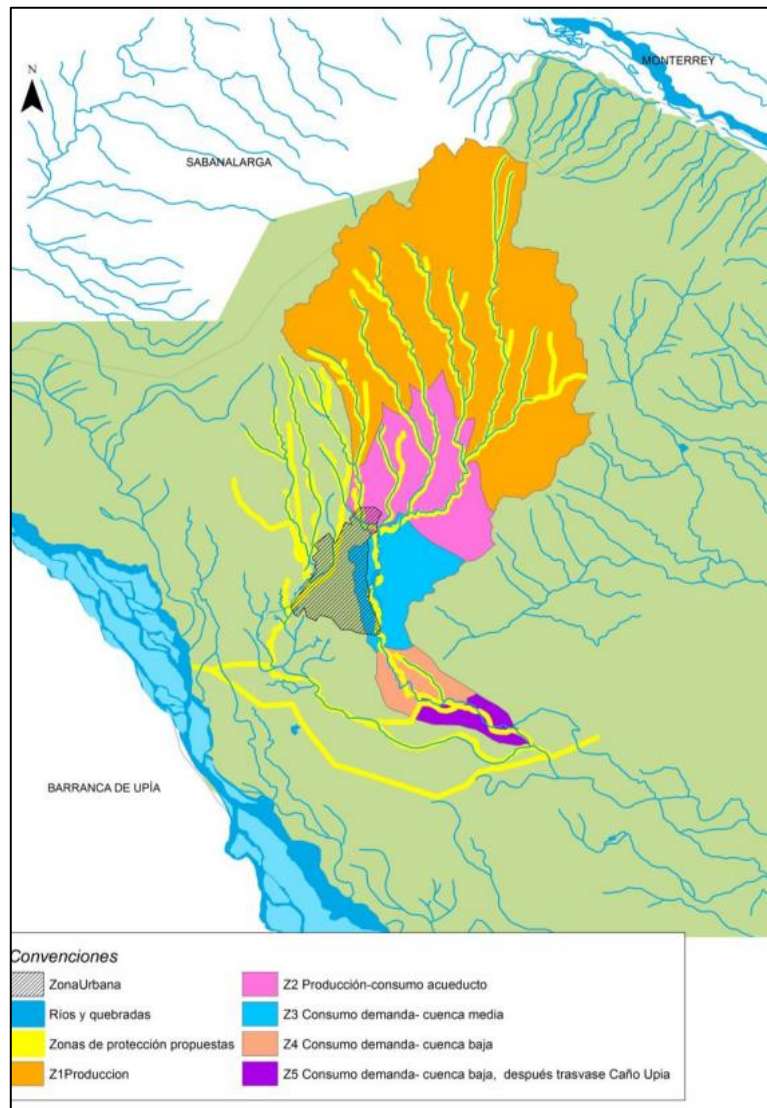 MONTERREY
N
SABANALARGA
BARRANCA DE UPÍA
Convenciones
ZonaUrbana
Ríos y quebradas
Zonas de protección propuestas
Z1Produccion
Z2 Producción-consumo acueducto
Z3 Consumo demanda- cuenca media
Z4 Consumo demanda- cuenca baja
Z5 Consumo demanda- cuenca baja, después trasvase Caño Upia